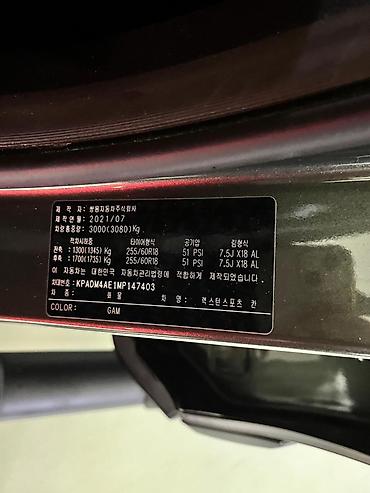 제 작 자: 쌍용자동차주식회사
제작연월: 2021/07
차량총중량: 3000(3080)Kg
적차시하중 타이어형식 공기압 림형식
전축: 1300(1345) Kg 255/60R18 51 PSI 7.5J X18 AL
후축: 1700(1735) Kg 255/60R18 51 PSI 7.5J X18 AL
이 자동차는 대한민국 자동차관리법령에 적합하게 제작되었습니다.
차대번호: KPADM4AE1MP147403
차 종: 화물 차 명: 렉스턴스포츠 칸
COLOR: GAM